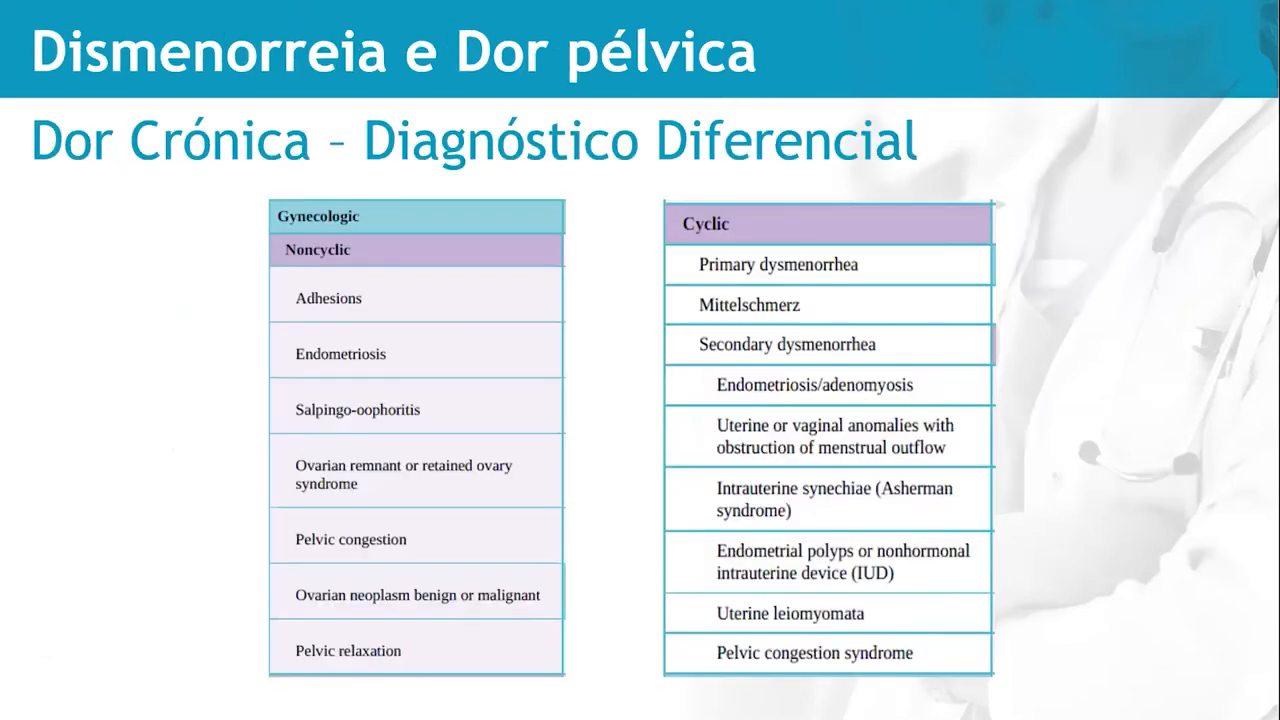 Dismenorreia e Dor pélvica
Dor Crónica – Diagnóstico Diferencial
Gynecologic
Noncyclic
Adhesions
Endometriosis
Salpingo-oophoritis
Ovarian remnant or retained ovary
syndrome
Pelvic congestion
Ovarian neoplasm benign or malignant
Pelvic relaxation
Cyclic
Primary dysmenorrhea
Mittelschmerz
Secondary dysmenorrhea
Endometriosis/adenomyosis
Uterine or vaginal anomalies with
obstruction of menstrual outflow
Intrauterine synechiae (Asherman
syndrome)
Endometrial polyps or nonhormonal
intrauterine device (IUD)
Uterine leiomyomata
Pelvic congestion syndrome